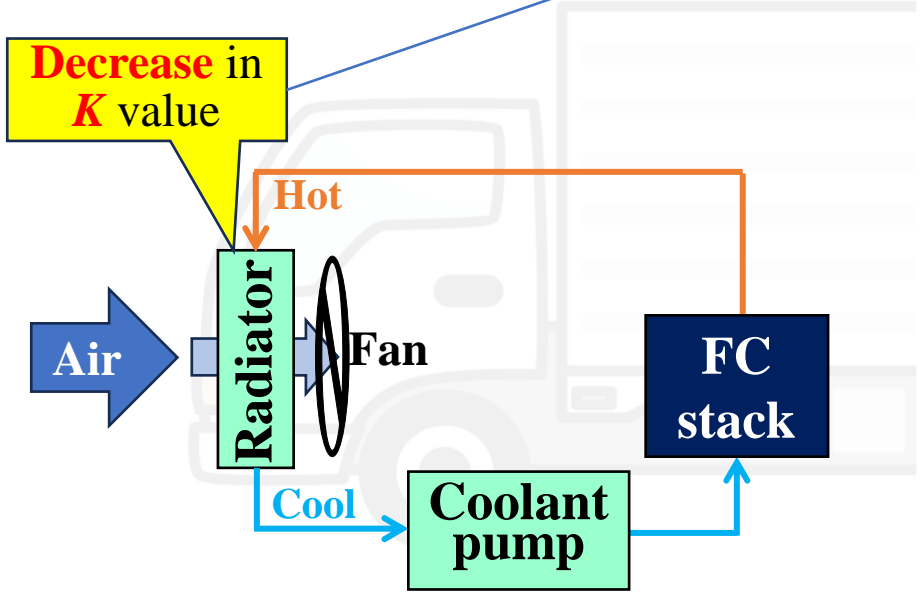 Decrease in
K value
Hot
Air
Radiator
Fan
FC
stack
Cool
Coolant
pump